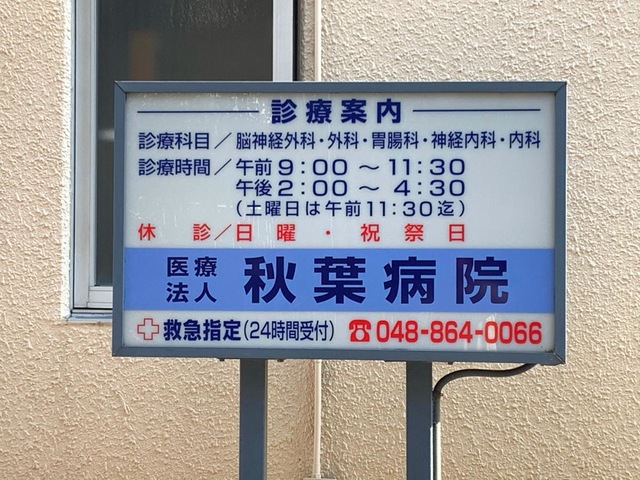 診療案内
診療科目／脳神経外科・外科・胃腸科・神経内科・内科
診療時間／午前9：00～11：30
午後2：00～4：30
（土曜日は午前11：30迄）
休診／日曜・祝祭日
医療法人 秋葉病院
救急指定（24時間受付） ☎048-864-0066